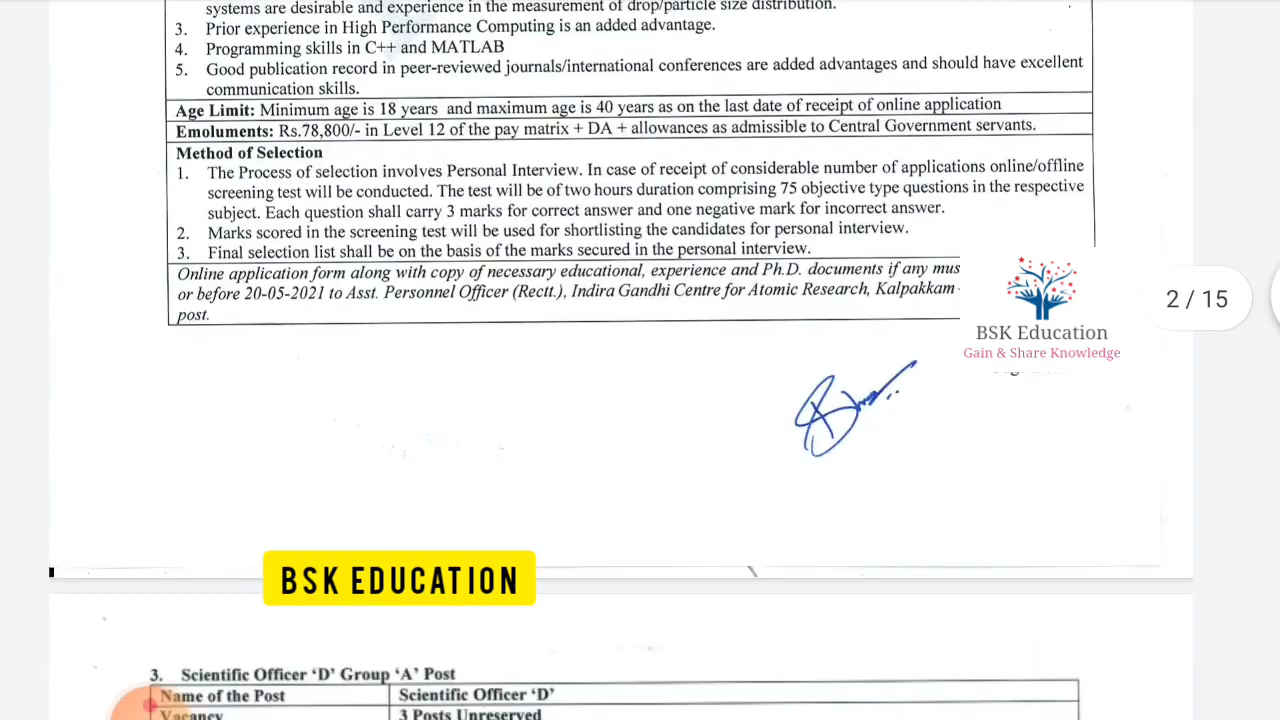 systems are desirable and experience in the measurement of drop/particle size distribution.
3. Prior experience in High Performance Computing is an added advantage.
4. Programming skills in C++ and MATLAB
5. Good publication record in peer-reviewed journals/international conferences are added advantages and should have excellent
communication skills.
Age Limit: Minimum age is 18 years and maximum age is 40 years as on the last date of receipt of online application
Emoluments: Rs.78,800/- in Level 12 of the pay matrix + DA + allowances as admissible to Central Government servants.
Method of Selection
1. The Process of selection involves Personal Interview. In case of receipt of considerable number of applications online/offline
screening test will be conducted. The test will be of two hours duration comprising 75 objective type questions in the respective
subject. Each question shall carry 3 marks for correct answer and one negative mark for incorrect answer.
2. Marks scored in the screening test will be used for shortlisting the candidates for personal interview.
3. Final selection list shall be on the basis of the marks secured in the personal interview.
Online application form along with copy of necessary educational, experience and Ph.D. documents if any
or before 20-05-2021 to Asst. Personnel Officer (Rectt.), Indira Gandhi Centre for Atomic Research, Kalpakkam
post.
BSK Education
Gain & Share Knowledge
2 / 15
BSK EDUCATION
3. Scientific Officer ‘D’ Group ‘A’ Post
Name of the Post Scientific Officer ‘D’
Vacancy 3 Posts Unreserved